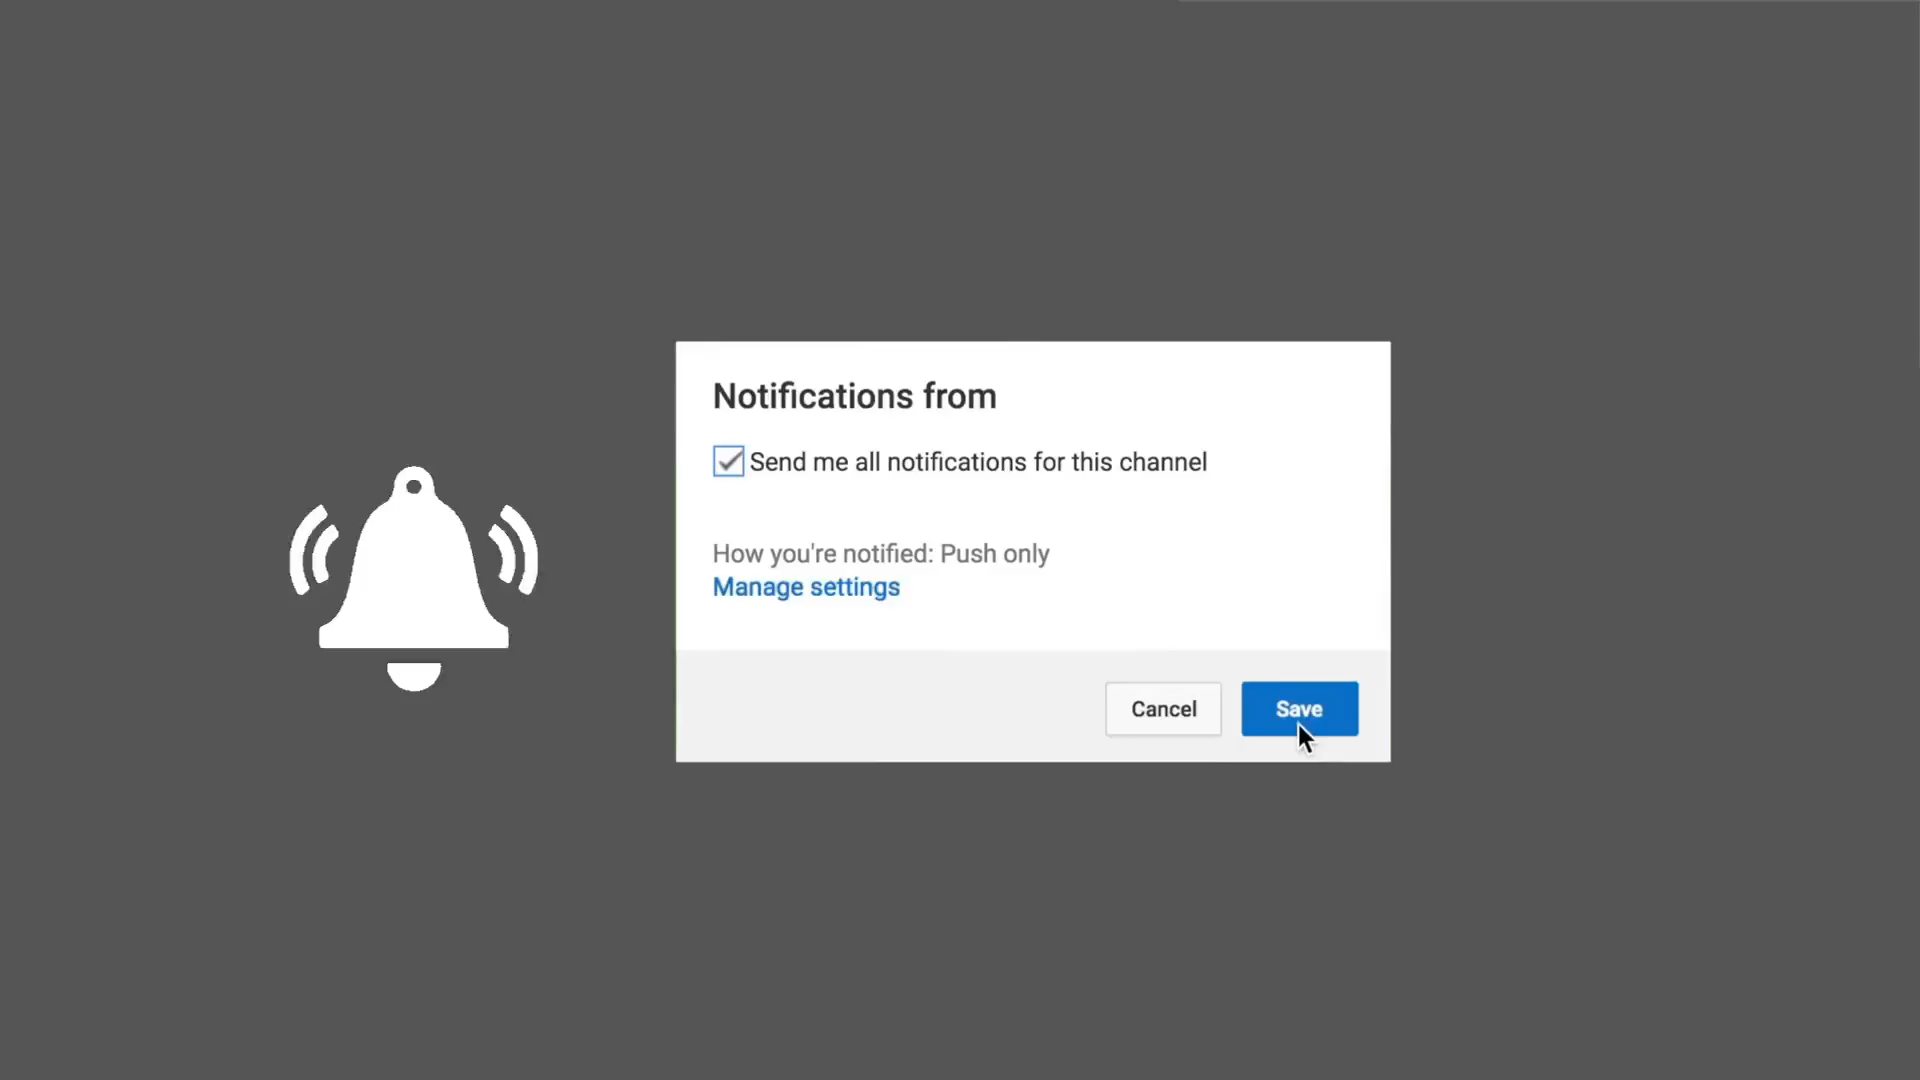 Notifications from
Send me all notifications for this channel
How you're notified: Push only
Manage settings
Cancel
Save